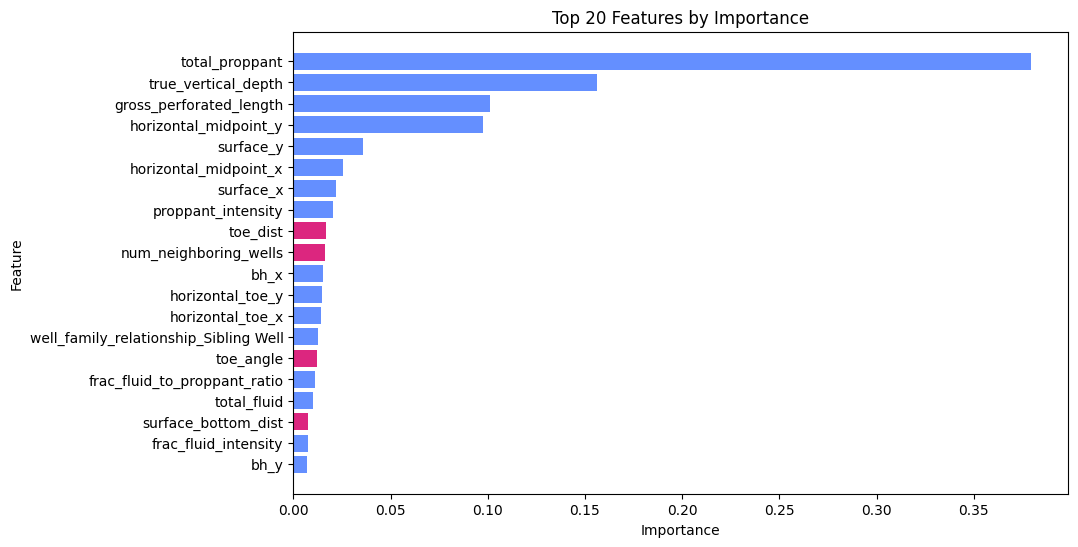 Top 20 Features by Importance
total_proppant
true_vertical_depth
gross_perforated_length
horizontal_midpoint_y
surface_y
horizontal_midpoint_x
surface_x
proppant_intensity
toe_dist
num_neighboring_wells
bh_x
horizontal_toe_y
horizontal_toe_x
well_family_relationship_Sibling Well
toe_angle
frac_fluid_to_proppant_ratio
total_fluid
surface_bottom_dist
frac_fluid_intensity
bh_y
Feature
0.00 0.05 0.10 0.15 0.20 0.25 0.30 0.35
Importance